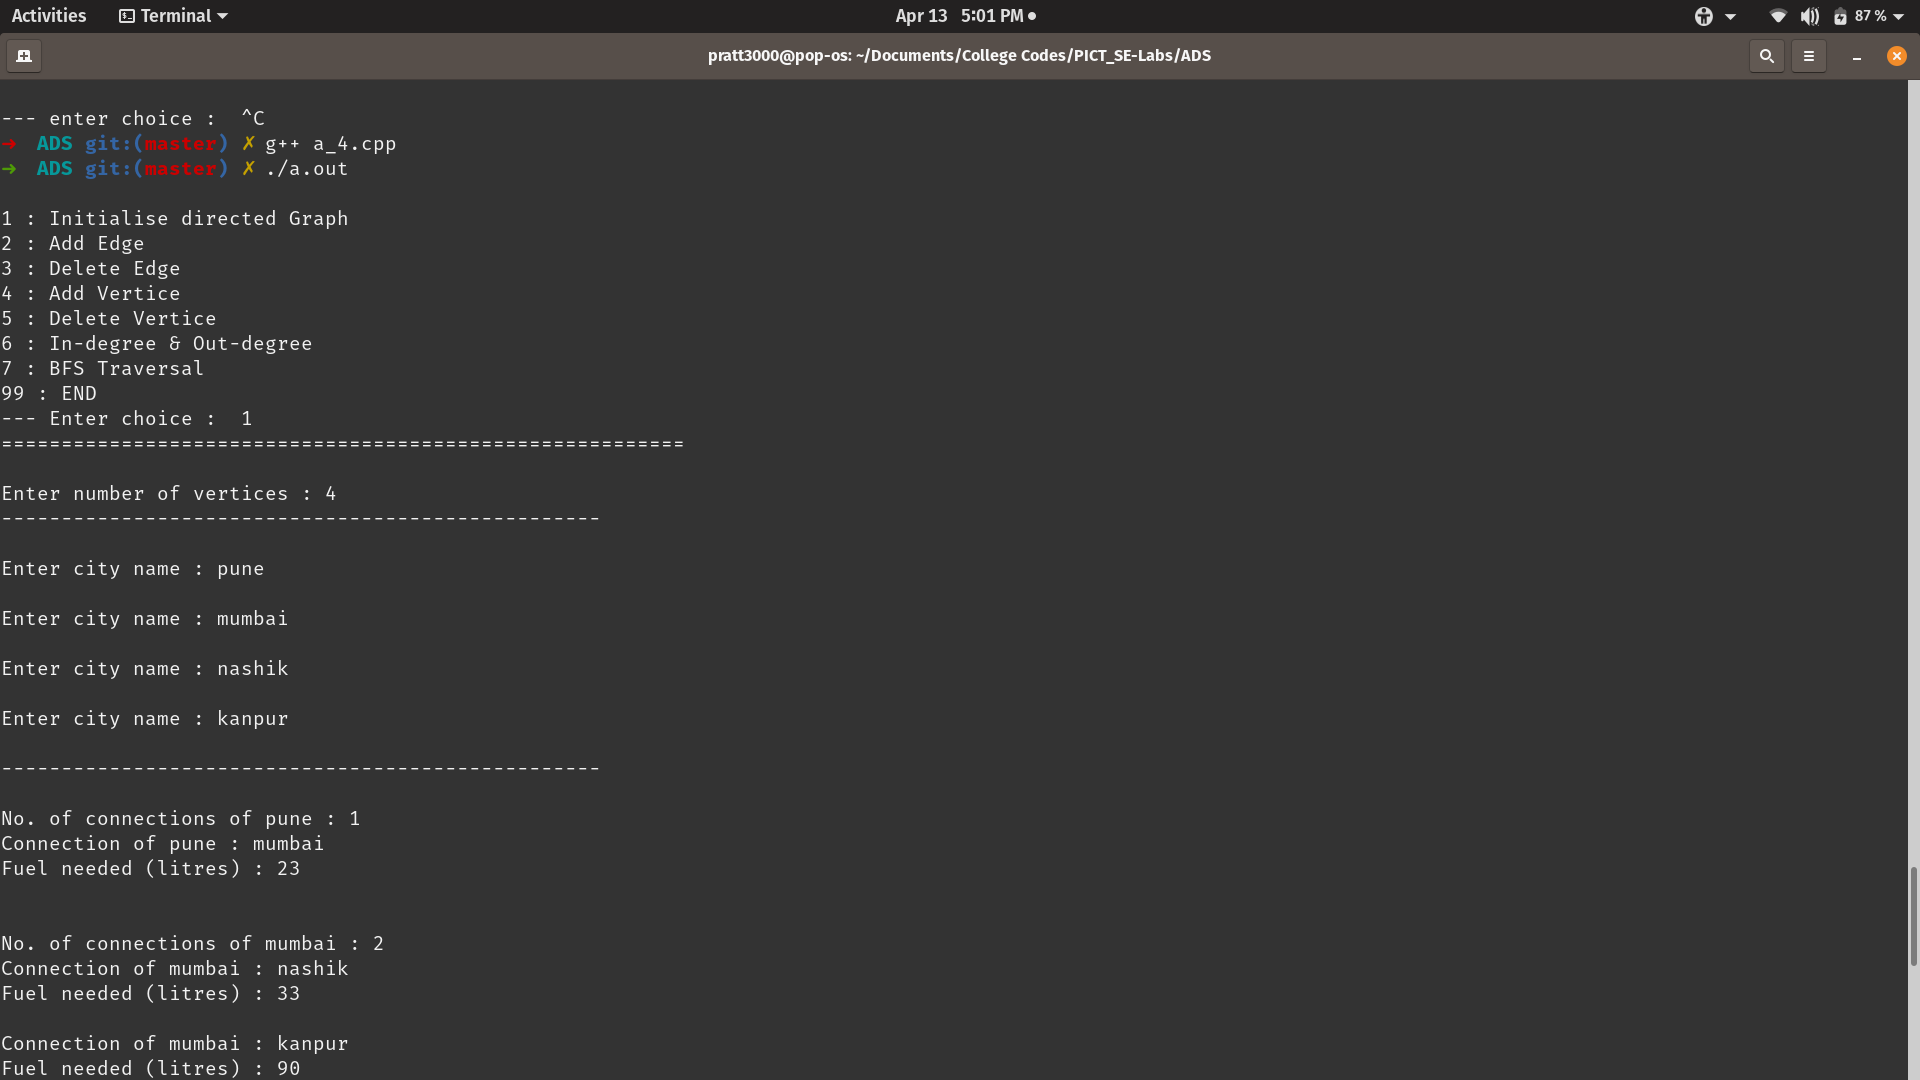 Activities Terminal Apr 13 5:01 PM 87 %
pratt3000@pop-os: ~/Documents/College Codes/PICT_SE-Labs/ADS
--- enter choice :  ^C
➜  ADS git:(master) ✗ g++ a_4.cpp
➜  ADS git:(master) ✗ ./a.out
1 : Initialise directed Graph
2 : Add Edge
3 : Delete Edge
4 : Add Vertice
5 : Delete Vertice
6 : In-degree & Out-degree
7 : BFS Traversal
99 : END
--- Enter choice :  1
=========================================================
Enter number of vertices : 4
--------------------------------------------------
Enter city name : pune
Enter city name : mumbai
Enter city name : nashik
Enter city name : kanpur
--------------------------------------------------
No. of connections of pune : 1
Connection of pune : mumbai
Fuel needed (litres) : 23
No. of connections of mumbai : 2
Connection of mumbai : nashik
Fuel needed (litres) : 33
Connection of mumbai : kanpur
Fuel needed (litres) : 90